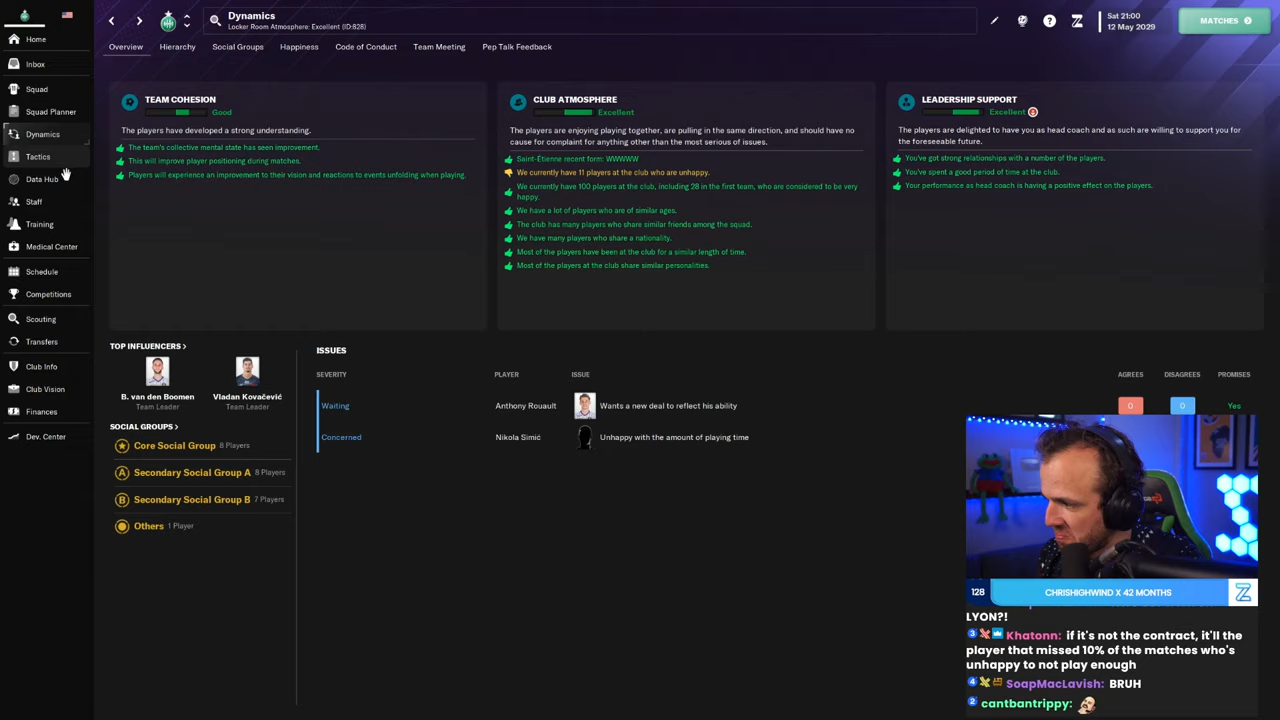 Dynamics
Locker Room Atmosphere: Excellent (ID:828)
Sat 21:00
12 May 2029
MATCHES
Home
Inbox
Squad
Squad Planner
Dynamics
Tactics
Data Hub
Staff
Training
Medical Center
Schedule
Competitions
Scouting
Transfers
Club Info
Club Vision
Finances
Dev. Center
Overview
Hierarchy
Social Groups
Happiness
Code of Conduct
Team Meeting
Pep Talk Feedback
TEAM COHESION
Good
The players have developed a strong understanding.
The team's collective mental state has seen improvement.
This will improve player positioning during matches.
Players will experience an improvement to their vision and reactions to events unfolding when playing.
CLUB ATMOSPHERE
Excellent
The players are enjoying playing together, are pulling in the same direction, and should have
no cause for complaint for anything other than the most serious of issues.
Saint-Étienne recent form: WWWWW
We currently have 11 players at the club who are unhappy.
We currently have 100 players at the club, including 28 in the first team, who are considered to be very
happy.
We have a lot of players who are of similar ages.
The club has many players who share similar friends among the squad.
We have many players who share a nationality.
Most of the players have been at the club for a similar length of time.
Most of the players at the club share similar personalities.
LEADERSHIP SUPPORT
Excellent
The players are delighted to have you as head coach and as such are willing to support you for
the foreseeable future.
You've got strong relationships with a number of the players.
You've spent a good period of time at the club.
Your performance as head coach is having a positive effect on the players.
TOP INFLUENCERS
B. van den Boomen
Team Leader
Vladan Kovačević
Team Leader
SOCIAL GROUPS
Core Social Group 8 Players
A Secondary Social Group A 8 Players
B Secondary Social Group B 7 Players
Others 1 Player
ISSUES
SEVERITY PLAYER ISSUE AGREES DISAGREES PROMISES
Waiting Anthony Rouault Wants a new deal to reflect his ability 0 0 Yes
Concerned Nikola Simić Unhappy with the amount of playing time
128 CHRISHIGHWIND X 42 MONTHS
LYON?!
3 Khatonn: if it's not the contract, it'll the
player that missed 10% of the matches who's
unhappy to not play enough
4 SoapMacLavish: BRUH
2 cantbantrippy: